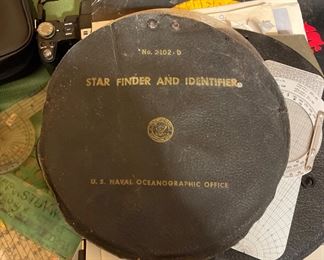 No. 2102-D
STAR FINDER AND IDENTIFIER
U. S. NAVAL OCEANOGRAPHIC OFFICE